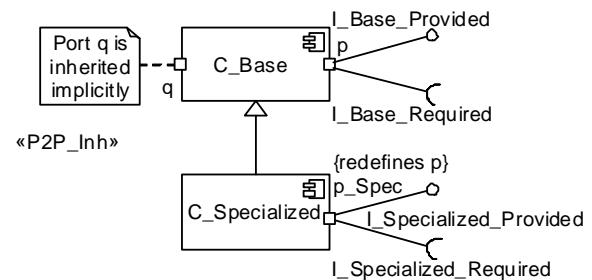 I_Base_Provided
Port q is
inherited
implicitly
C_Base
p
q
I_Base_Required
«P2P_Inh»
{redefines p}
p_Spec
C_Specialized
I_Specialized_Provided
I_Specialized_Required